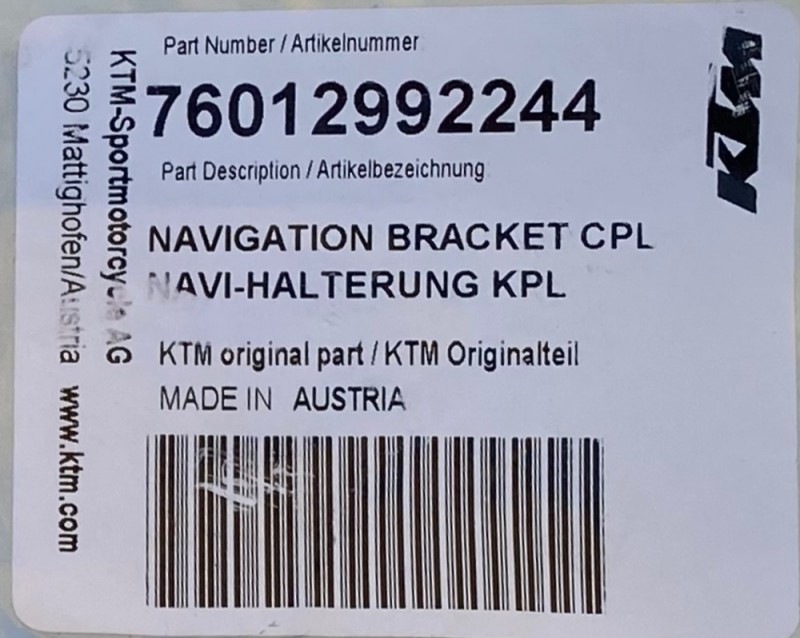 Part Number / Artikelnummer
76012992244
Part Description / Artikelbezeichnung
NAVIGATION BRACKET CPL
NAVI-HALTERUNG KPL
KTM original part / KTM Originalteil
MADE IN AUSTRIA
KTM-Sportmotorcycle AG
5230 Mattighofen/Austria www.ktm.com
KTM